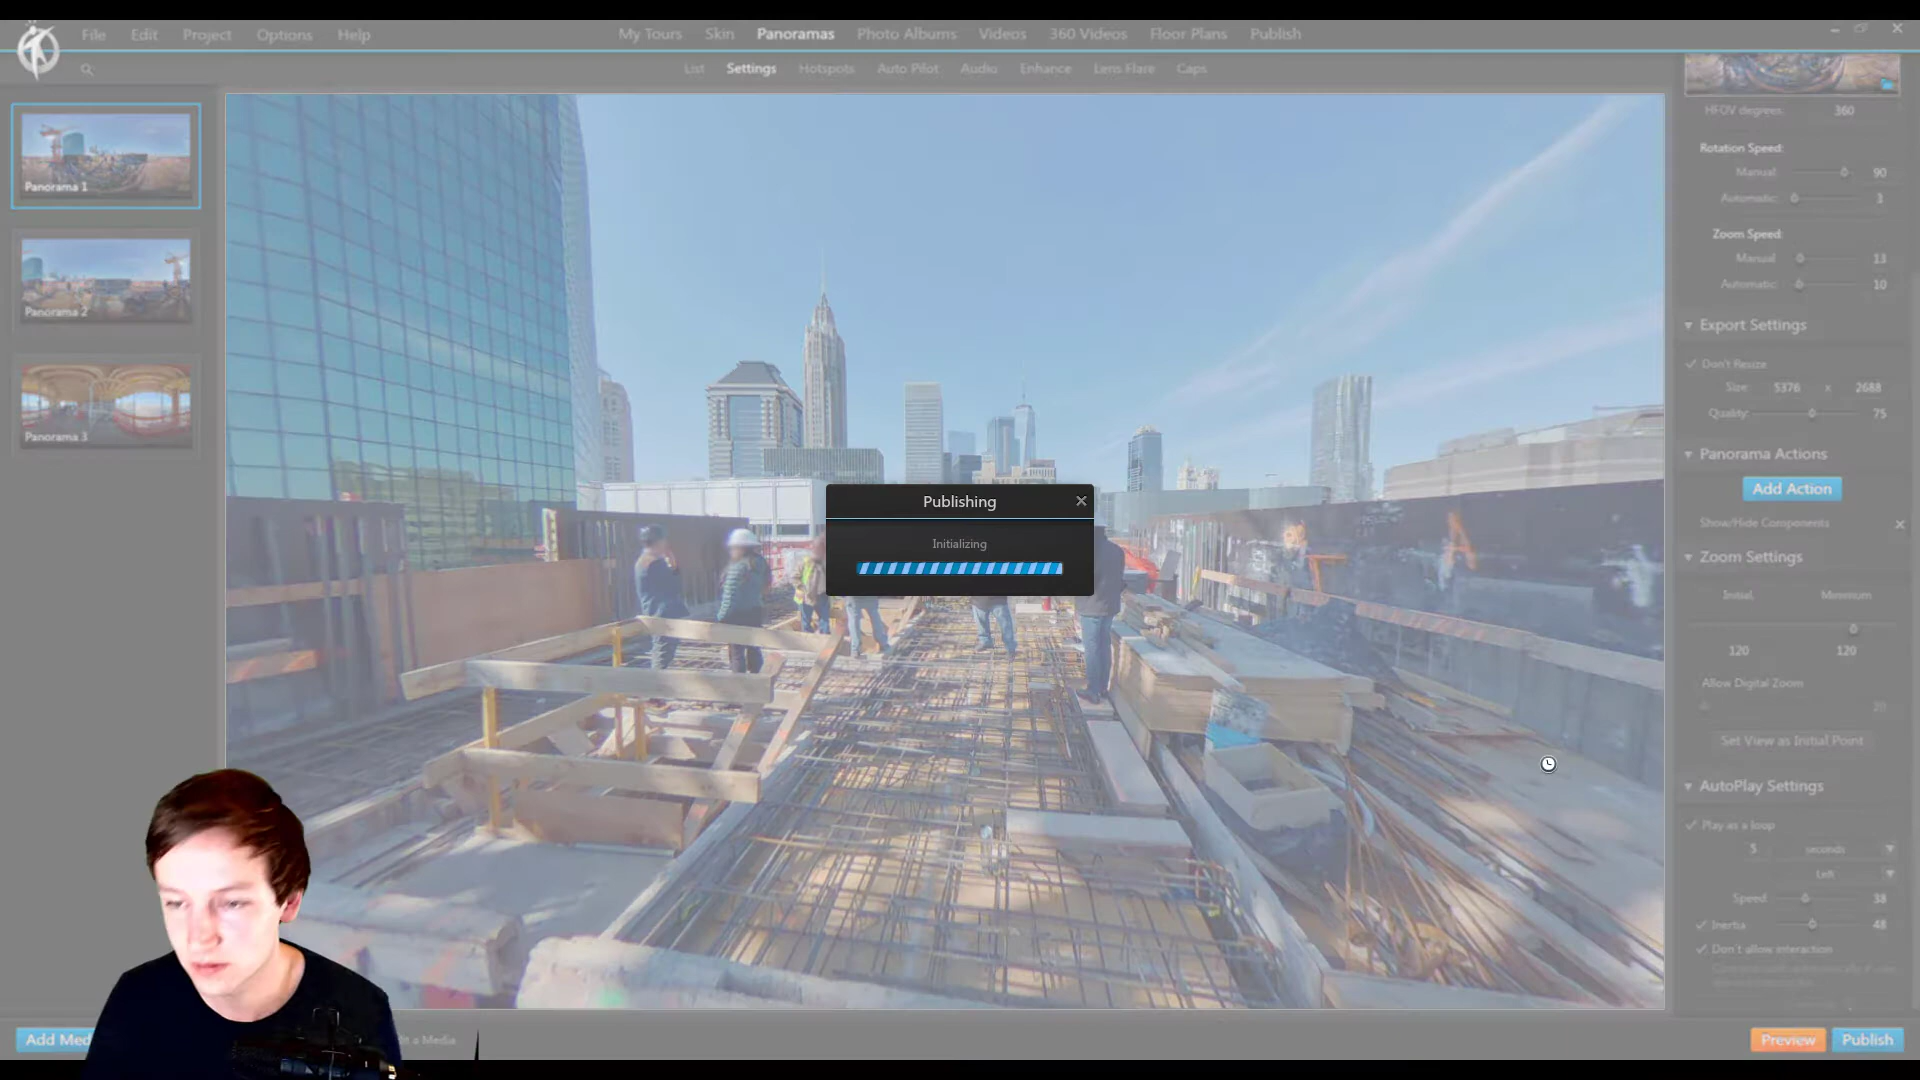 File Edit Project Options Help
My Tours Skin Panoramas Photo Albums Videos 360 Videos Floor Plans Publish
List Settings Hotspots Auto Pilot Audio Enhance Lens Flare Caps
Panorama 1
Panorama 2
Panorama 3
Publishing
Initializing
HFOV degrees: 360
Rotation Speed:
Manual: 90
Automatic: 3
Zoom Speed:
Manual 13
Automatic: 10
Export Settings
Don't Resize
Size: 5376 x 2688
Quality: 75
Panorama Actions
Add Action
Show/Hide Components
Zoom Settings
Initial Minimum
120 120
Allow Digital Zoom
20
Set View as Initial Point
AutoPlay Settings
Play as a loop
5 seconds
Left
Speed: 38
Inertia: 48
Don't allow interaction
Add Med
a Media
Preview Publish